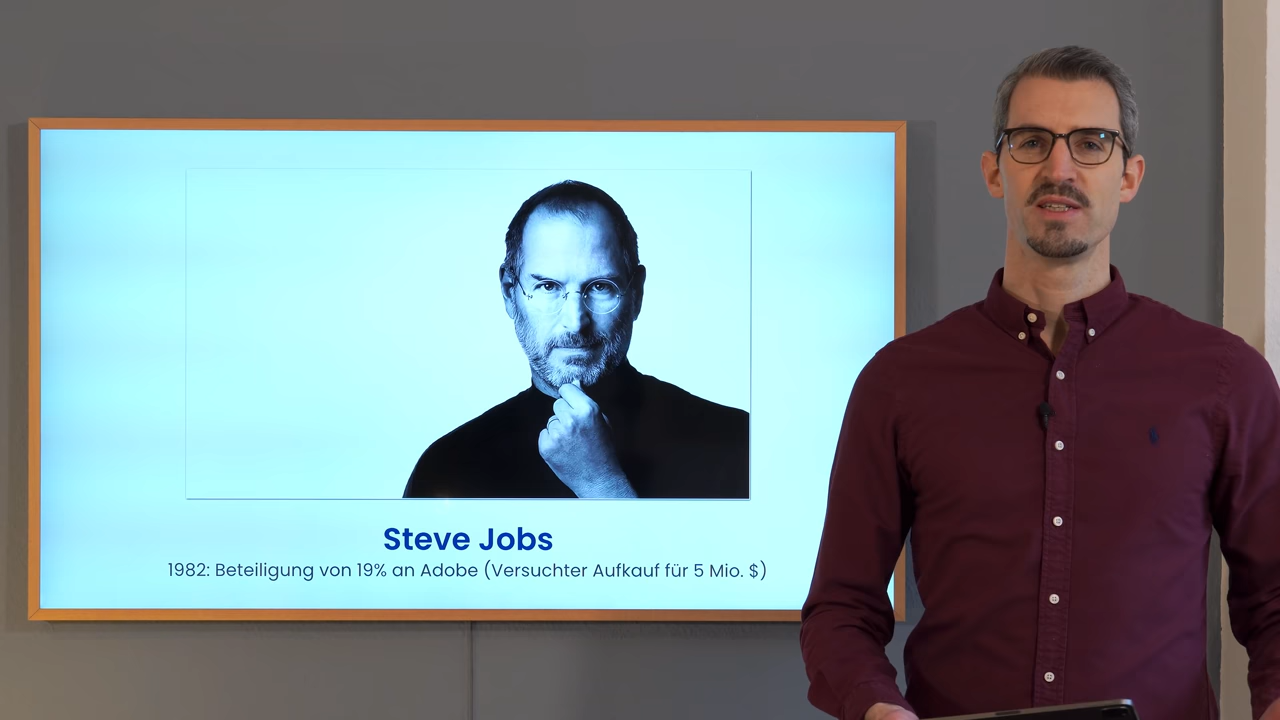 Steve Jobs
1982: Beteiligung von 19% an Adobe (Versuchter Aufkauf für 5 Mio. $)